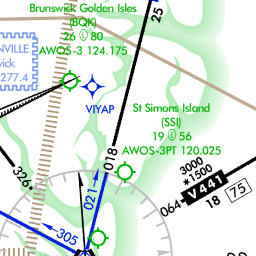 Brunswick Golden Isles
(BQK)
26 Ⓛ 80
AWOS-3 124.175
25
NVILLE
277.4
VIYAP
St Simons Island
(SSI)
19 Ⓛ 56
AWOS-3PT 120.025
018
3000
*1500
V441
064
18
75
326°
021
305